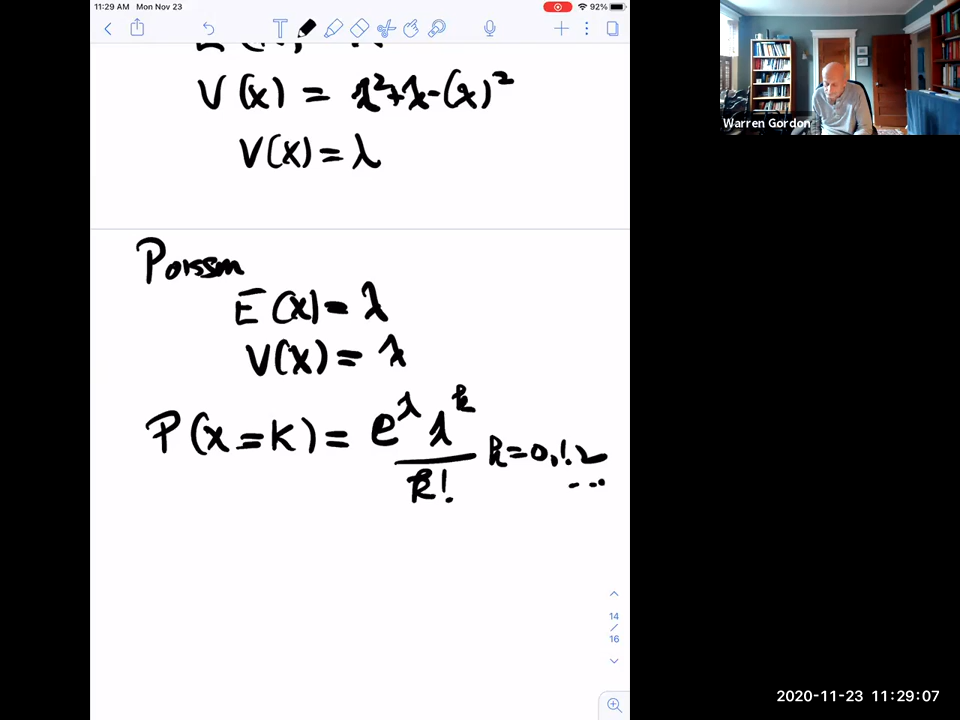 11:29 AM Mon Nov 23
92%
V(x) = λ²+λ-(λ)²
V(X) = λ
Poisson
E(X) = λ
V(X) = λ
P(X=K) = e^λ λ^k / k! k=0,1,2 ...
14
/
16
Warren Gordon
2020-11-23 11:29:07